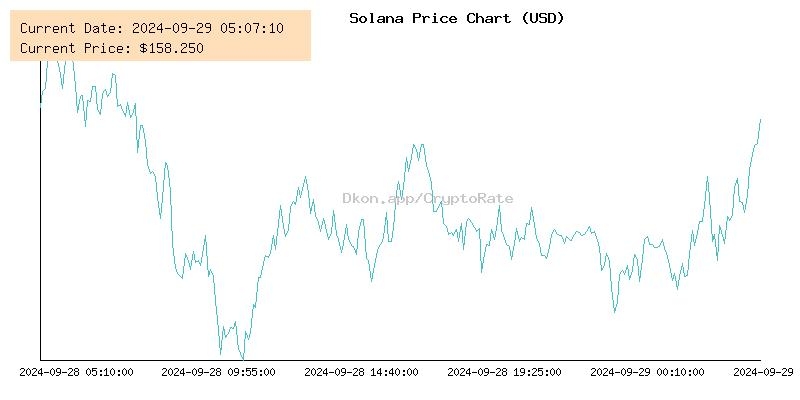 Solana Price Chart (USD)
Current Date: 2024-09-29 05:07:10
Current Price: $158.250
Dkon.app/CryptoRate
2024-09-28 05:10:00 2024-09-28 09:55:00 2024-09-28 14:40:00 2024-09-28 19:25:00 2024-09-29 00:10:00 2024-09-29